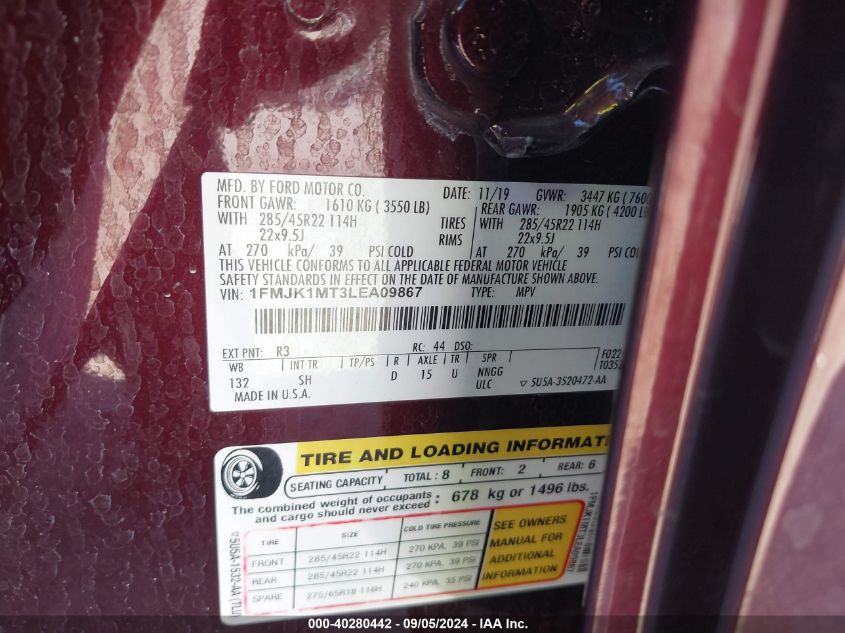 MFD. BY FORD MOTOR CO. DATE: 11/19 GVWR: 3447 KG ( 7600
FRONT GAWR: 1610 KG ( 3550 LB) REAR GAWR: 1905 KG ( 4200 LB
WITH 285/45R22 114H TIRES WITH 285/45R22 114H
22x9.5J RIMS 22x9.5J
AT 270 kPa/ 39 PSI COLD AT 270 kPa/ 39 PSI COL
THIS VEHICLE CONFORMS TO ALL APPLICABLE FEDERAL MOTOR VEHICLE
SAFETY STANDARDS IN EFFECT ON THE DATE OF MANUFACTURE SHOWN ABOVE.
VIN: 1FMJK1MT3LEA09867 TYPE: MPV
EXT PNT: R3 RC: 44 DSO: F022
WB INT TR TP/PS R AXLE TR SPR
132 SH D 15 U NNGG
ULC ▽ 5U5A-3520472-AA
MADE IN U.S.A.
TIRE AND LOADING INFORMAT
SEATING CAPACITY TOTAL : 8 FRONT: 2 REAR: 6
The combined weight of occupants and cargo should never exceed : 678 kg or 1496 lbs.
TIRE SIZE COLD TIRE PRESSURE
FRONT 285/45R22 114H 270 KPA, 39 PSI
REAR 285/45R22 114H 270 KPA, 39 PSI
SPARE 275/65R18 116H 240 KPA, 35 PSI
SEE OWNERS
MANUAL FOR
ADDITIONAL
INFORMATION
▽5U5A-1532-AA (TLU)
000-40280442 - 09/05/2024 - IAA Inc.